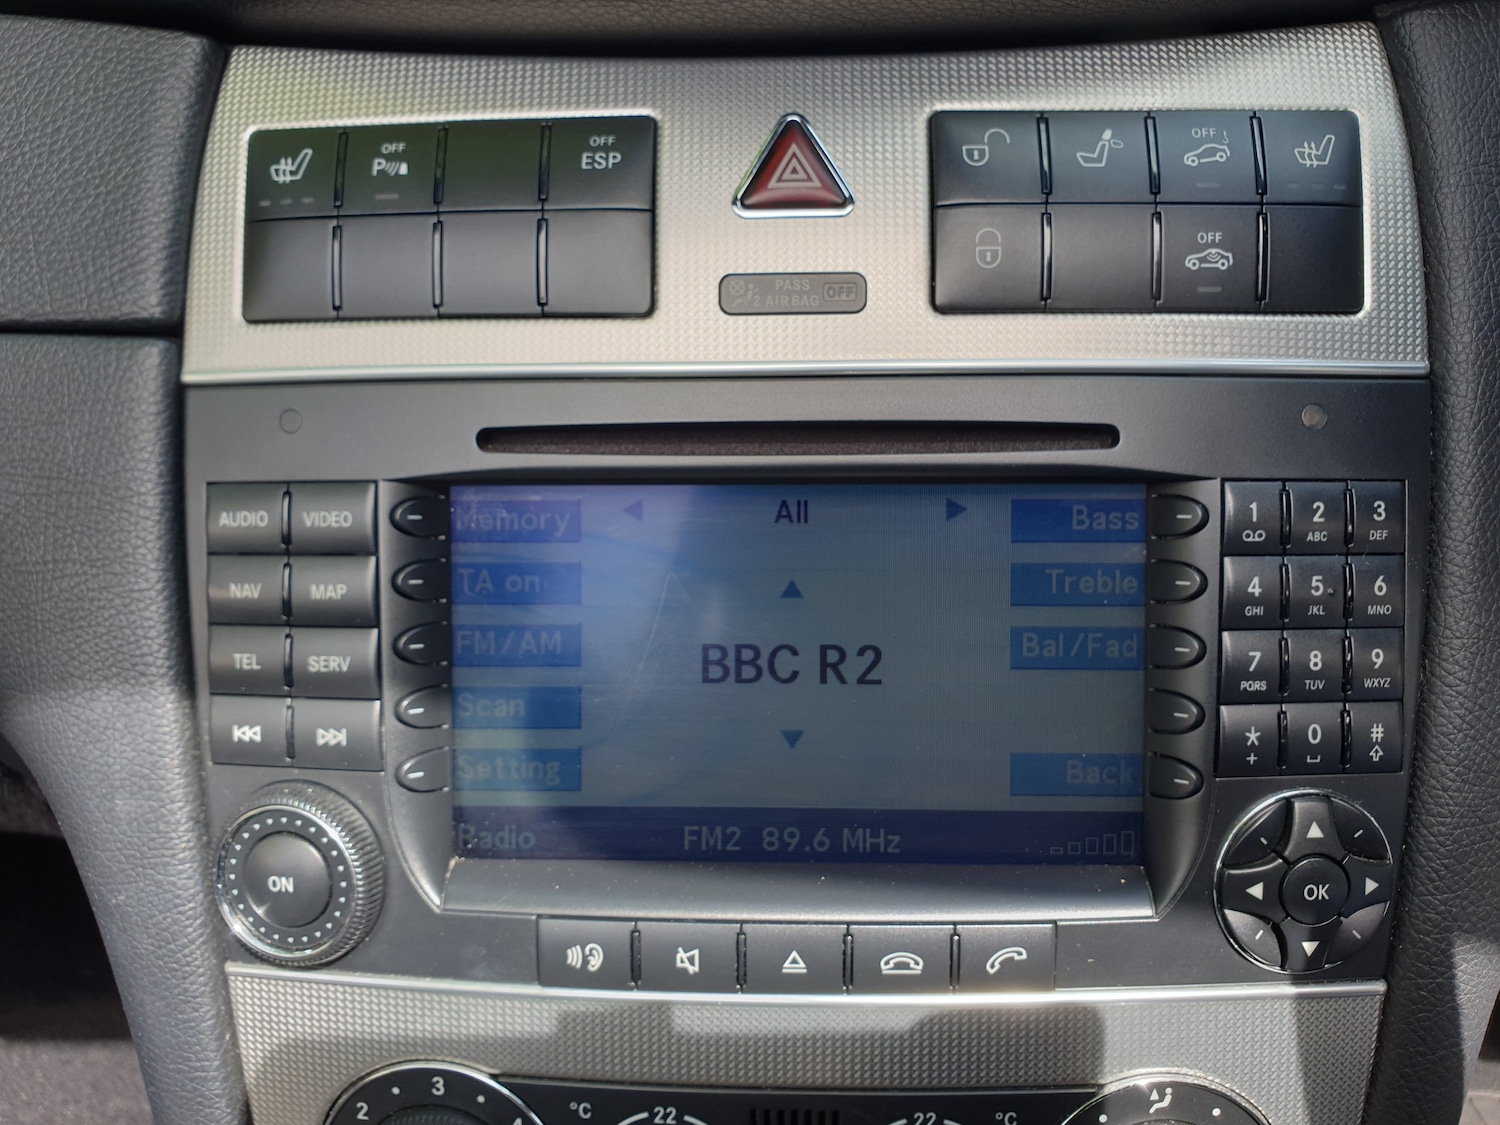 OFF
P
OFF
ESP
OFF
OFF
PASS
2 AIR BAG OFF
AUDIO VIDEO
NAV MAP
TEL SERV
ON
Memory All Bass
TA on Treble
FM/AM Bal/Fad
BBC R2
Scan
Setting Back
Radio FM2 89.6 MHz
1 2 ABC 3 DEF
4 GHI 5 JKL 6 MNO
7 PQRS 8 TUV 9 WXYZ
* + 0 #
OK
2 3 4 °C 22 22 °C